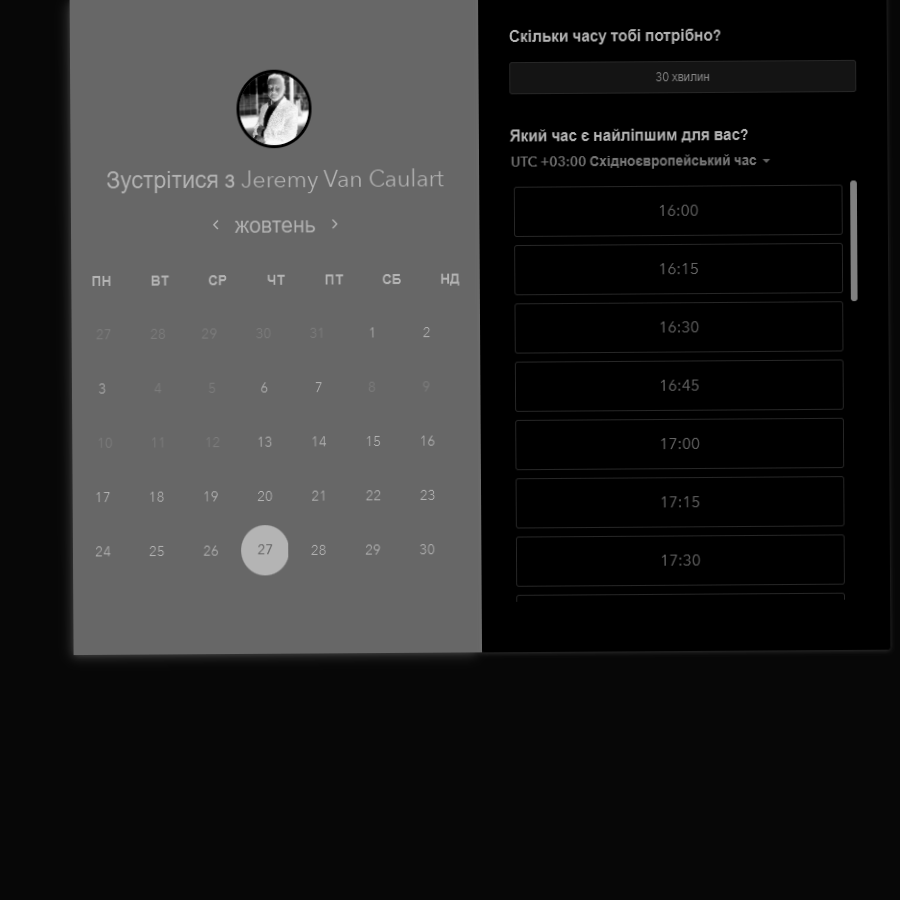 Зустрітися з Jeremy Van Caulart
жовтень
ПН ВТ СР ЧТ ПТ СБ НД
27 28 29 30 31 1 2
3 4 5 6 7 8 9
10 11 12 13 14 15 16
17 18 19 20 21 22 23
24 25 26 27 28 29 30
Скільки часу тобі потрібно?
30 хвилин
Який час є найліпшим для вас?
UTC +03:00 Східноєвропейський час
16:00
16:15
16:30
16:45
17:00
17:15
17:30